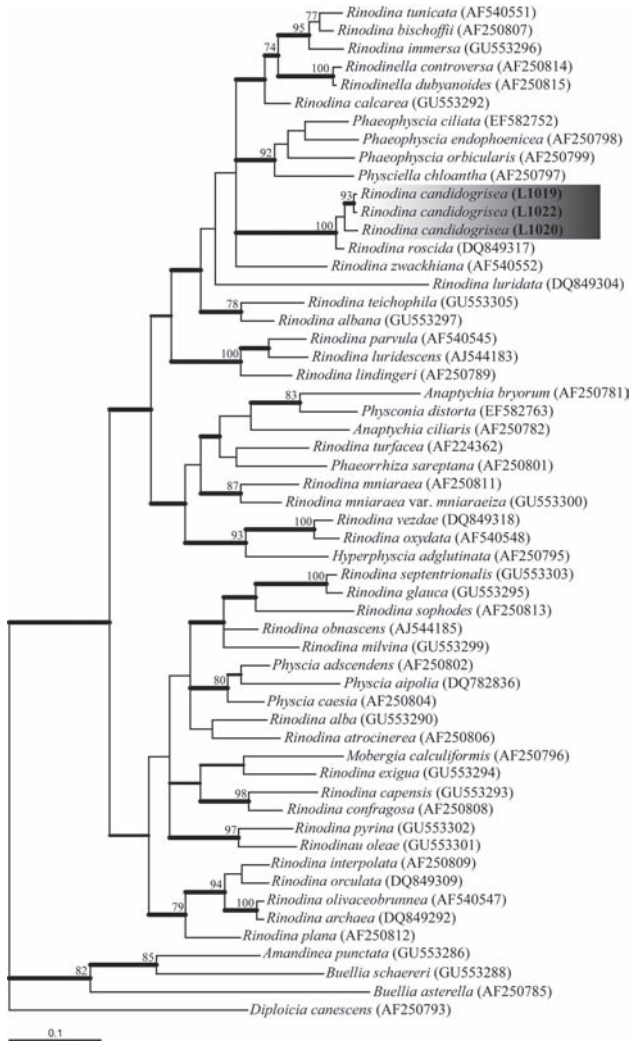 77 Rinodina tunicata (AF540551)
95 Rinodina bischoffii (AF250807)
74 Rinodina immersa (GU553296)
Rinodinella controversa (AF250814)
100 Rinodinella dubyanoides (AF250815)
Rinodina calcarea (GU553292)
Phaeophyscia ciliata (EF582752)
Phaeophyscia endophoenicea (AF250798)
92 Phaeophyscia orbicularis (AF250799)
Physciella chloantha (AF250797)
93 Rinodina candidogrisea (L1019)
Rinodina candidogrisea (L1022)
100 Rinodina candidogrisea (L1020)
Rinodina roscida (DQ849317)
Rinodina zwackhiana (AF540552)
Rinodina luridata (DQ849304)
78 Rinodina teichophila (GU553305)
Rinodina albana (GU553297)
Rinodina parvula (AF540545)
100 Rinodina luridescens (AJ544183)
Rinodina lindingeri (AF250789)
83 Anaptychia bryorum (AF250781)
Physconia distorta (EF582763)
Anaptychia ciliaris (AF250782)
Rinodina turfacea (AF224362)
Phaeorrhiza sareptana (AF250801)
87 Rinodina mniaraea (AF250811)
Rinodina mniaraea var. mniaraeiza (GU553300)
100 Rinodina vezdae (DQ849318)
93 Rinodina oxydata (AF540548)
Hyperphyscia adglutinata (AF250795)
100 Rinodina septentrionalis (GU553303)
Rinodina glauca (GU553295)
Rinodina sophodes (AF250813)
Rinodina obnascens (AJ544185)
Rinodina milvina (GU553299)
Physcia adscendens (AF250802)
80 Physcia aipolia (DQ782836)
Physcia caesia (AF250804)
Rinodina alba (GU553290)
Rinodina atrocinerea (AF250806)
Mobergia calculiformis (AF250796)
Rinodina exigua (GU553294)
98 Rinodina capensis (GU553293)
Rinodina confragosa (AF250808)
97 Rinodina pyrina (GU553302)
Rinodinau oleae (GU553301)
Rinodina interpolata (AF250809)
94 Rinodina orculata (DQ849309)
Rinodina olivaceobrunnea (AF540547)
79 100 Rinodina archaea (DQ849292)
Rinodina plana (AF250812)
85 Amandinea punctata (GU553286)
82 Buellia schaereri (GU553288)
Buellia asterella (AF250785)
Diploicia canescens (AF250793)
0.1